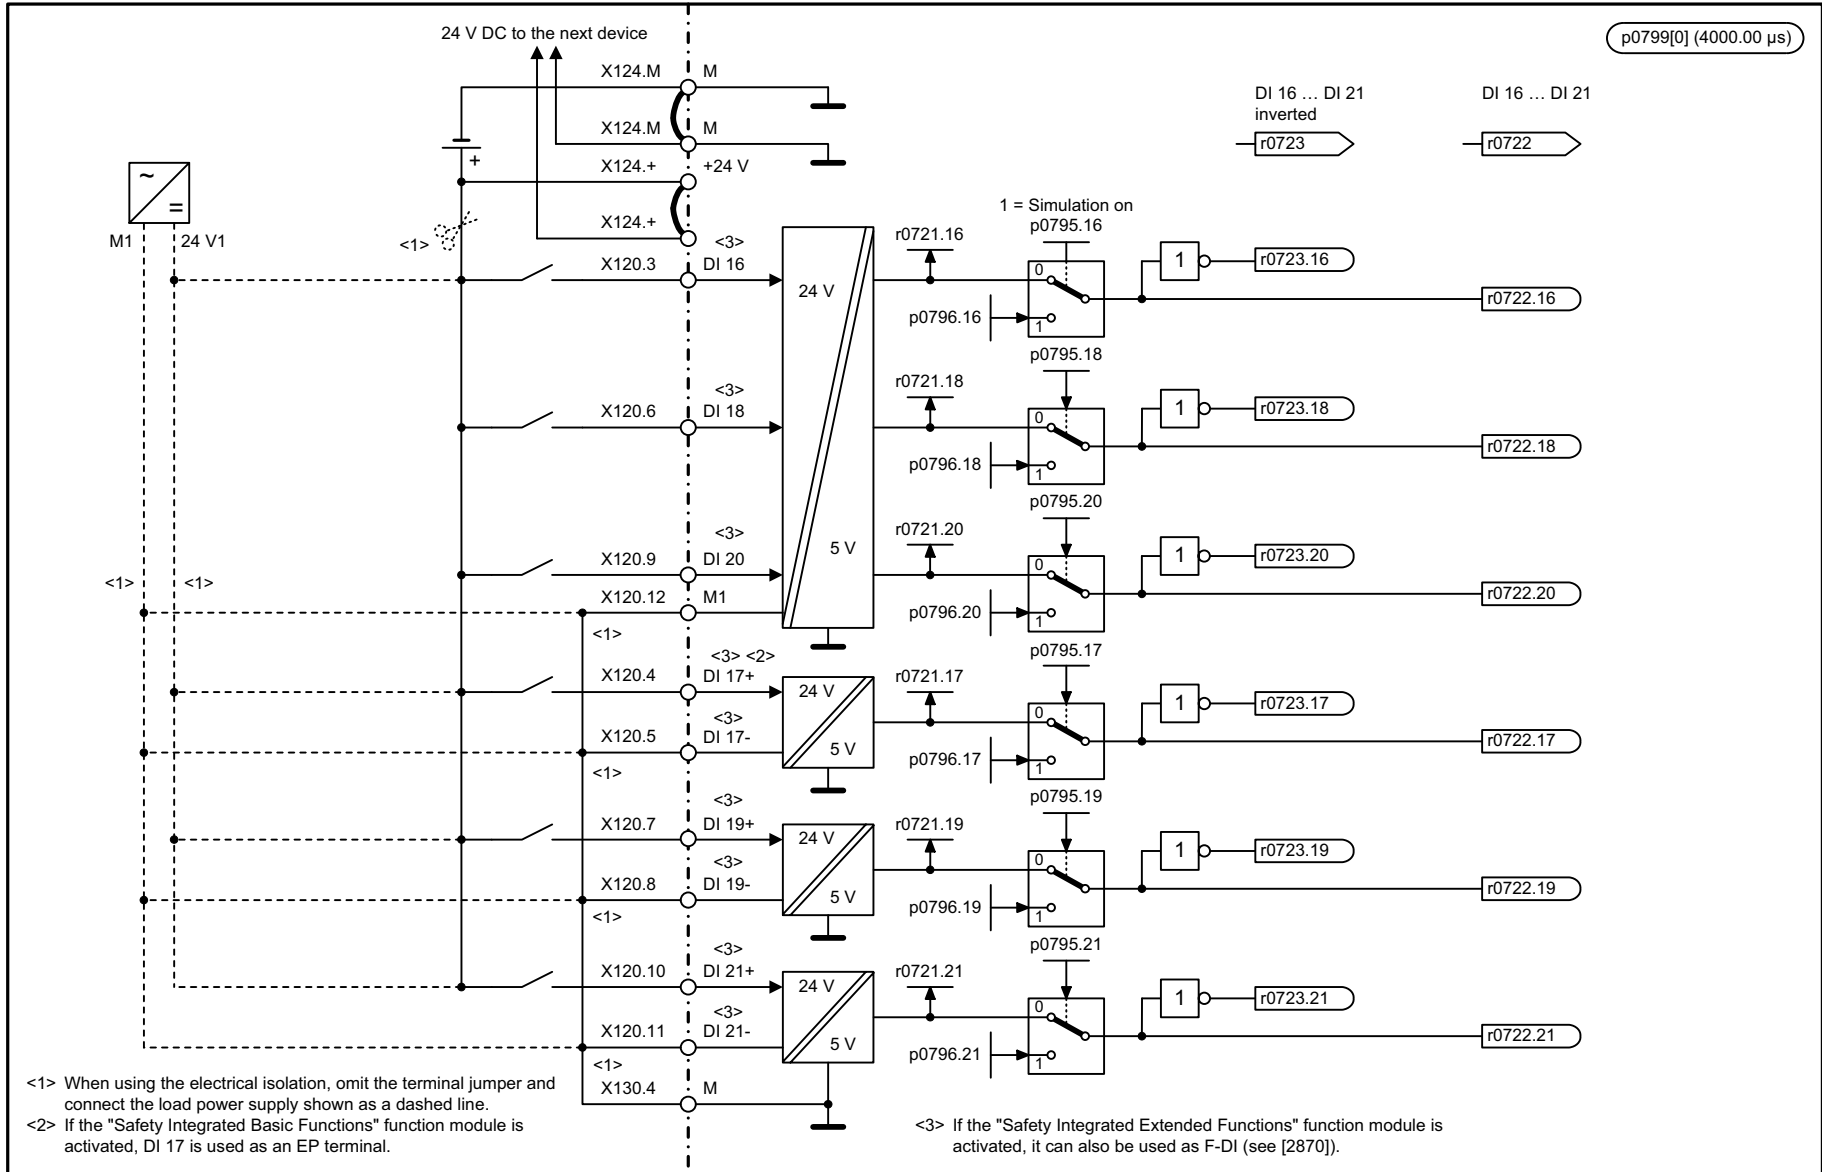 24 V DC to the next device
p0799[0] (4000.00 µs)
X124.M M
DI 16 … DI 21
inverted
DI 16 … DI 21
X124.M M
r0723
r0722
+
X124.+ +24 V
~
=
1 = Simulation on
X124.+
p0795.16
M1 24 V1
<1>
<3>
r0721.16
X120.3 DI 16
0
1
r0723.16
24 V
r0722.16
p0796.16
1
p0795.18
<3>
r0721.18
X120.6 DI 18
0
1
r0723.18
r0722.18
p0796.18
1
p0795.20
<3>
r0721.20
X120.9 DI 20
5 V
0
1
r0723.20
<1> <1>
X120.12 M1
r0722.20
p0796.20
1
<1>
p0795.17
<3> <2>
r0721.17
X120.4 DI 17+
24 V
0
1
r0723.17
<3>
X120.5 DI 17-
5 V
r0722.17
p0796.17
1
<1>
p0795.19
<3>
r0721.19
X120.7 DI 19+
24 V
0
1
r0723.19
<3>
X120.8 DI 19-
5 V
r0722.19
p0796.19
1
<1>
p0795.21
<3>
r0721.21
X120.10 DI 21+
24 V
0
1
r0723.21
<3>
X120.11 DI 21-
5 V
r0722.21
p0796.21
1
<1>
X130.4 M
<1> When using the electrical isolation, omit the terminal jumper and
connect the load power supply shown as a dashed line.
<2> If the "Safety Integrated Basic Functions" function module is
activated, DI 17 is used as an EP terminal.
<3> If the "Safety Integrated Extended Functions" function module is
activated, it can also be used as F-DI (see [2870]).